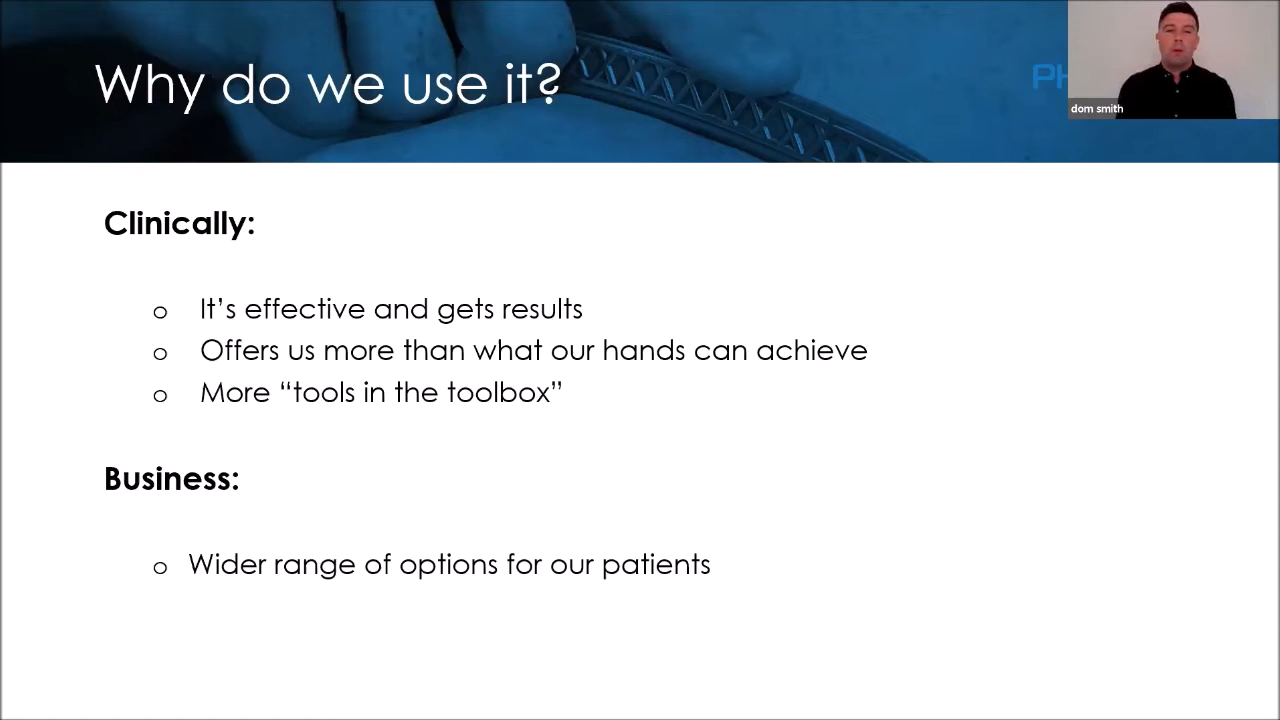 Why do we use it?
dom smith
Clinically:
o It’s effective and gets results
o Offers us more than what our hands can achieve
o More “tools in the toolbox”
Business:
o Wider range of options for our patients